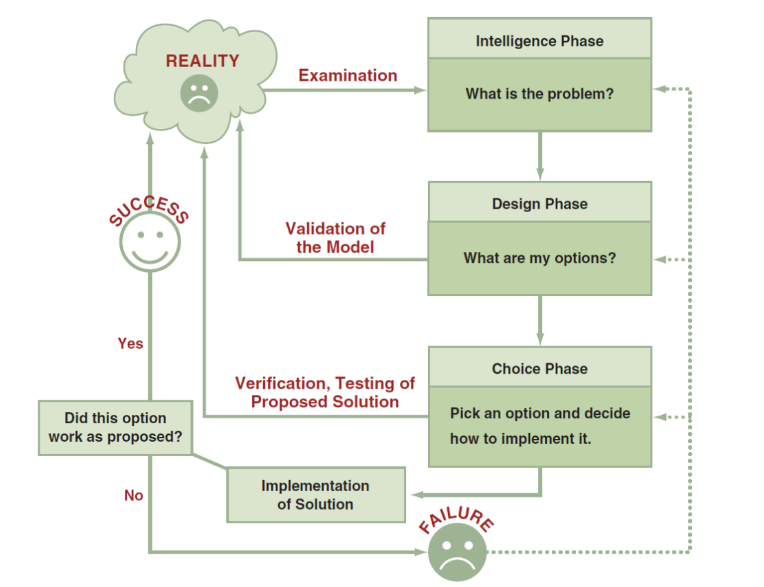 REALITY
Examination
Intelligence Phase
What is the problem?
SUCCESS
Design Phase
Validation of
the Model
What are my options?
Yes
Choice Phase
Verification, Testing of
Proposed Solution
Pick an option and decide
how to implement it.
Did this option
work as proposed?
Implementation
of Solution
No
FAILURE